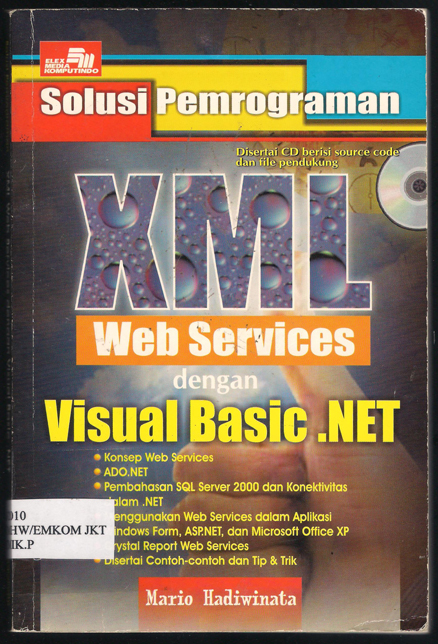 ELEX
MEDIA
KOMPUTINDO
Solusi Pemrograman
Disertai CD berisi source code
dan file pendukung
XML
Web Services
dengan
Visual Basic .NET
Konsep Web Services
ADO.NET
Pembahasan SQL Server 2000 dan Konektivitas
dalam .NET
Menggunakan Web Services dalam Aplikasi
Windows Form, ASP.NET, dan Microsoft Office XP
Crystal Report Web Services
Disertai Contoh-contoh dan Tip & Trik
010
HW/EMKOM JKT
IK.P
Mario Hadiwinata